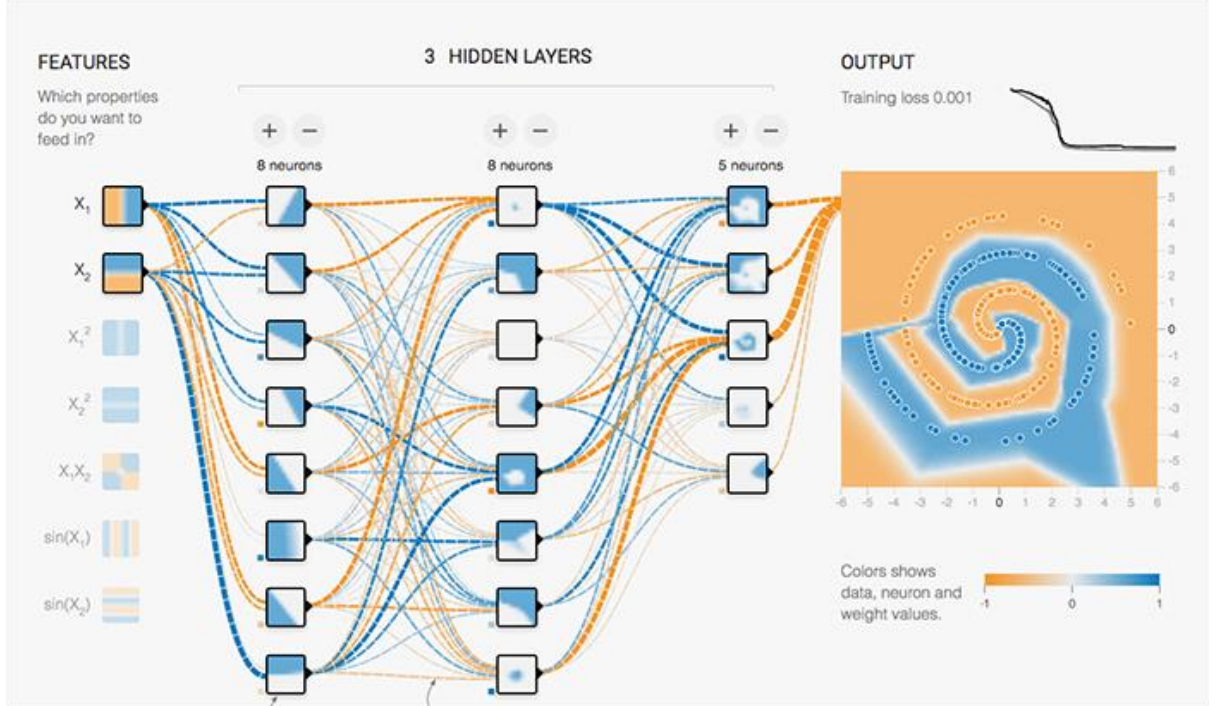 FEATURES
Which properties
do you want to
feed in?
X₁
X₂
X₁²
X₂²
X₁X₂
sin(X₁)
sin(X₂)
3 HIDDEN LAYERS
+ −
8 neurons
+ −
8 neurons
+ −
5 neurons
OUTPUT
Training loss 0.001
6
5
4
3
2
1
0
-1
-2
-3
-4
-5
-6
-6 -5 -4 -3 -2 -1 0 1 2 3 4 5 6
Colors shows
data, neuron and
weight values.
-1 0 1